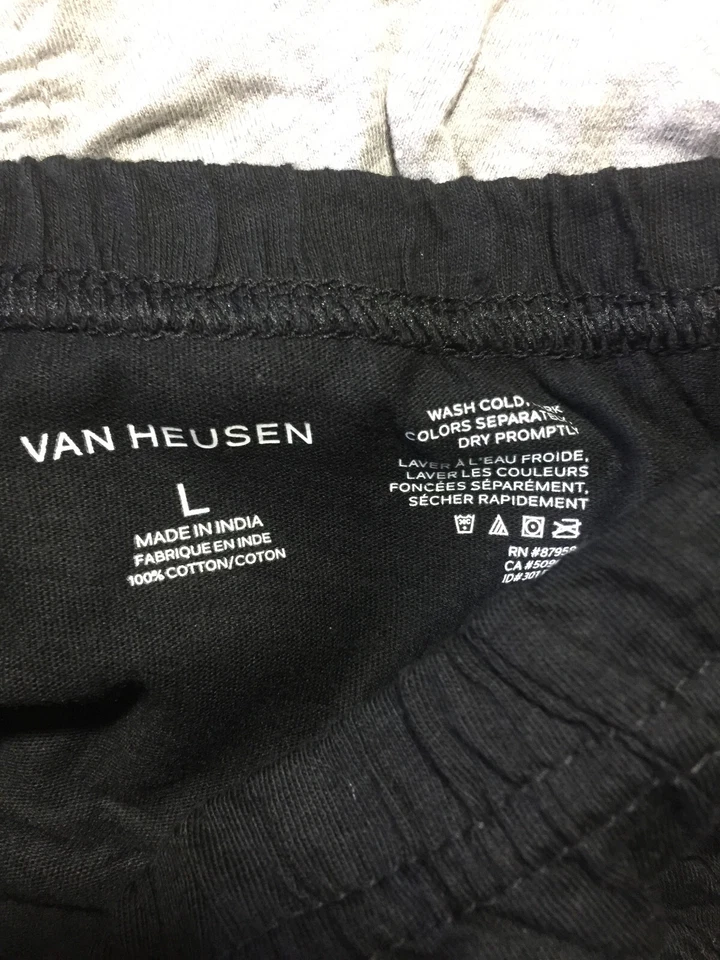 VAN HEUSEN
L
MADE IN INDIA
FABRIQUE EN INDE
100% COTTON/COTON
WASH COLD,
COLORS SEPARATELY
DRY PROMPTLY
LAVER À L'EAU FROIDE,
LAVER LES COULEURS
FONCÉES SÉPARÉMENT,
SÉCHER RAPIDEMENT
RN #
CA #